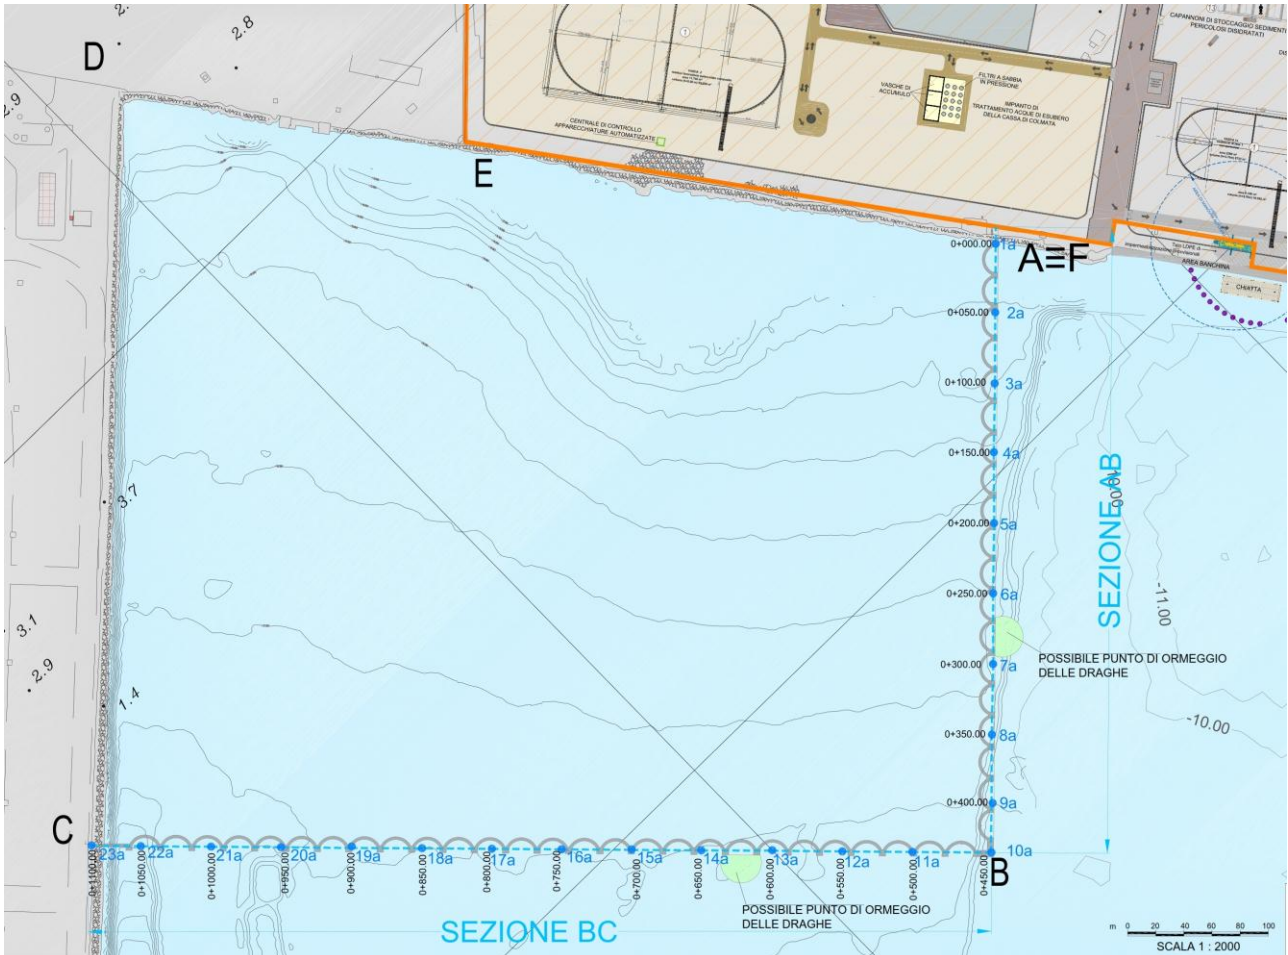 D
2.8
2.9
CAPANNONI DI STOCCAGGIO SEDIMENTI
PERICOLOSI DISIDRATATI
FILTRI A SABBIA
IN PRESSIONE
VASCHE DI
ACCUMULO
IMPIANTO DI
TRATTAMENTO ACQUE DI ESUBERO
DELLA CASSA DI COLMATA
CENTRALE DI CONTROLLO
APPARECCHIATURE AUTOMATIZZATE
E
0+000.00
1a
A≡F
AREA BANCHINA
CHIATTA
0+050.00
2a
0+100.00
3a
0+150.00
4a
3.7
SEZIONE AB
0+200.00
5a
0+250.00
6a
-11.00
3.1
2.9
0+300.00
7a
POSSIBILE PUNTO DI ORMEGGIO
DELLE DRAGHE
1.4
-10.00
0+350.00
8a
0+400.00
9a
C
23a
22a
21a
20a
19a
18a
17a
16a
15a
14a
13a
12a
11a
10a
B
0+1100.00
0+1050.00
0+1000.00
0+950.00
0+900.00
0+850.00
0+800.00
0+750.00
0+700.00
0+650.00
0+600.00
0+550.00
0+500.00
0+450.00
POSSIBILE PUNTO DI ORMEGGIO
DELLE DRAGHE
SEZIONE BC
m 0 20 40 60 80 100
SCALA 1 : 2000